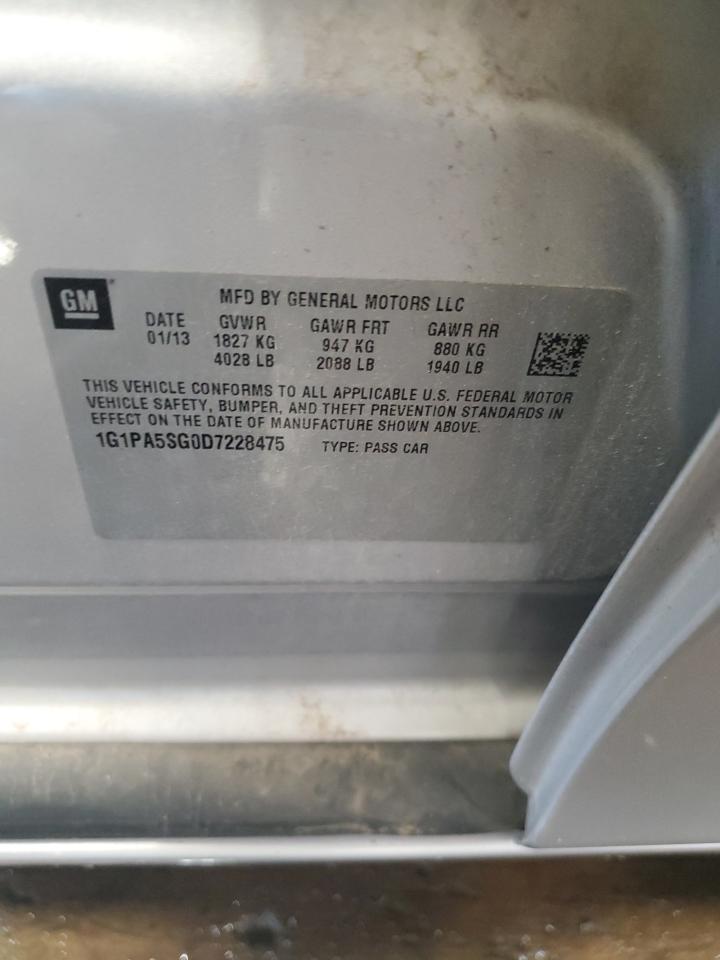 GM
MFD BY GENERAL MOTORS LLC
DATE GVWR GAWR FRT GAWR RR
01/13 1827 KG 947 KG 880 KG
4028 LB 2088 LB 1940 LB
THIS VEHICLE CONFORMS TO ALL APPLICABLE U.S. FEDERAL MOTOR
VEHICLE SAFETY, BUMPER, AND THEFT PREVENTION STANDARDS IN
EFFECT ON THE DATE OF MANUFACTURE SHOWN ABOVE.
1G1PA5SG0D7228475 TYPE: PASS CAR